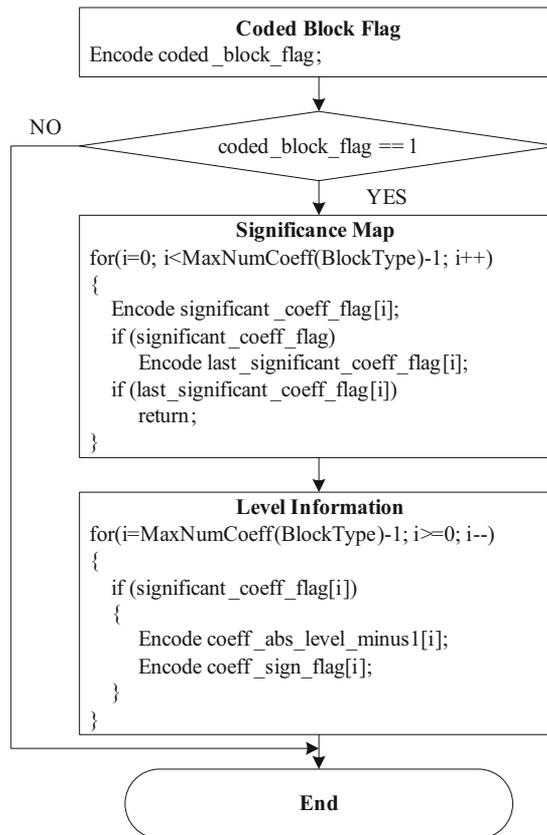 Coded Block Flag
Encode coded_block_flag;
coded_block_flag == 1
NO
YES
Significance Map
for(i=0; i<MaxNumCoeff(BlockType)-1; i++)
{
Encode significant_coeff_flag[i];
if (significant_coeff_flag)
Encode last_significant_coeff_flag[i];
if (last_significant_coeff_flag[i])
return;
}
Level Information
for(i=MaxNumCoeff(BlockType)-1; i>=0; i--)
{
if (significant_coeff_flag[i])
{
Encode coeff_abs_level_minus1[i];
Encode coeff_sign_flag[i];
}
}
End